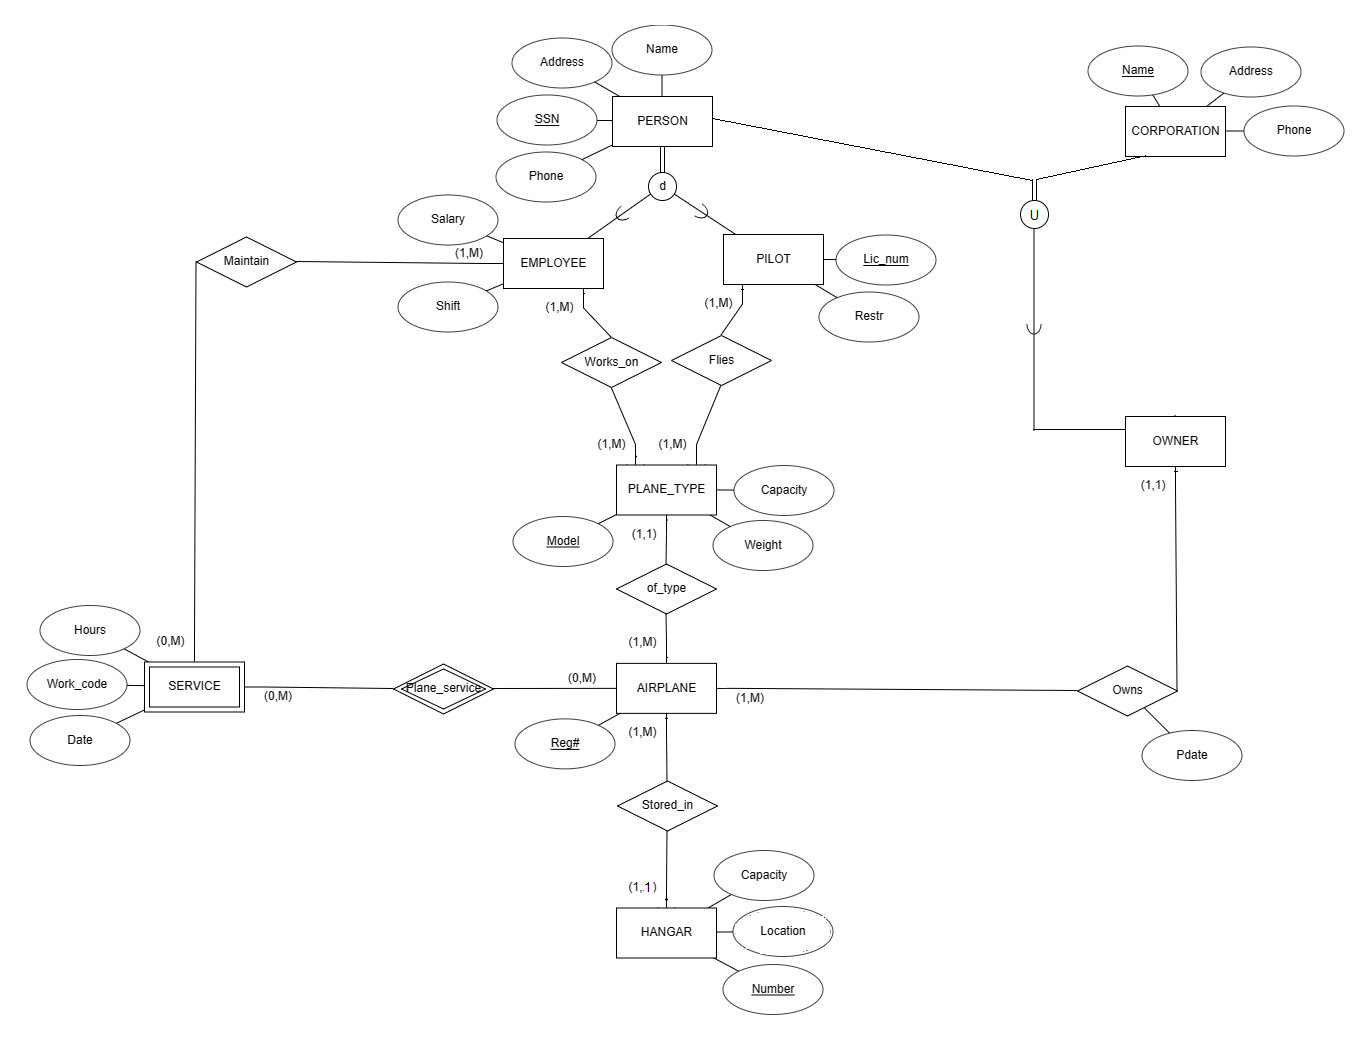 Name
Address
Name
Address
SSN
PERSON
CORPORATION
Phone
Phone
d
U
Salary
(1,M)
Maintain
EMPLOYEE
PILOT
Lic_num
Shift
(1,M)
(1,M)
Restr
Works_on
Flies
(1,M)
(1,M)
OWNER
(1,1)
PLANE_TYPE
Capacity
Model
(1,1)
Weight
of_type
Hours
(0,M)
(1,M)
Work_code
SERVICE
(0,M)
Plane_service
(0,M)
AIRPLANE
(1,M)
Owns
Date
Reg#
(1,M)
Pdate
Stored_in
Capacity
(1,.1)
HANGAR
Location
Number